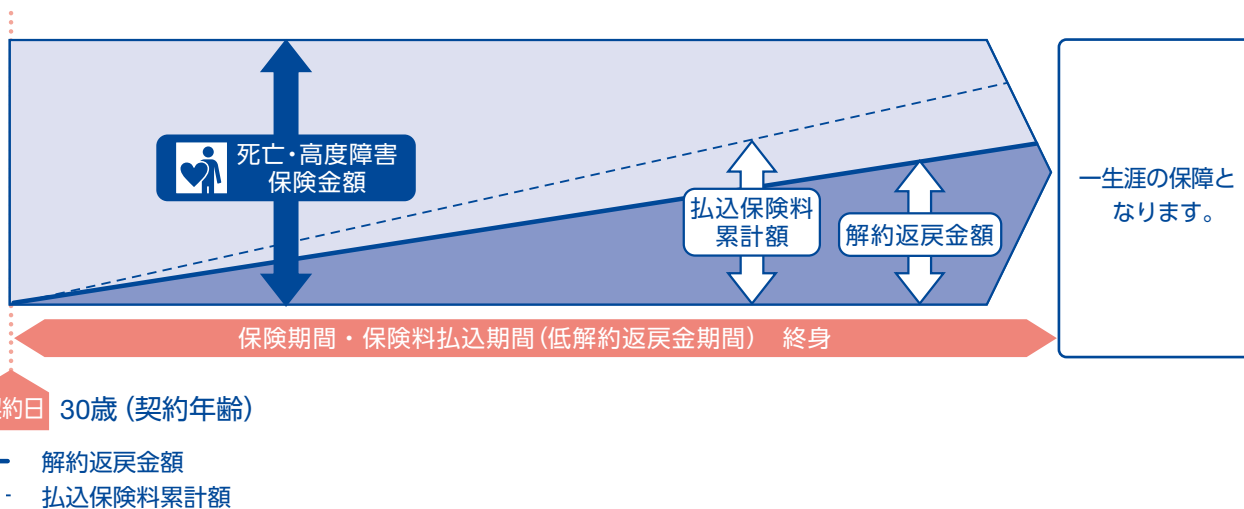 死亡・高度障害
保険金額
払込保険料
累計額
解約返戻金額
一生涯の保障と
なります。
保険期間・保険料払込期間(低解約返戻金期間) 終身
約日 30歳(契約年齢)
解約返戻金額
払込保険料累計額